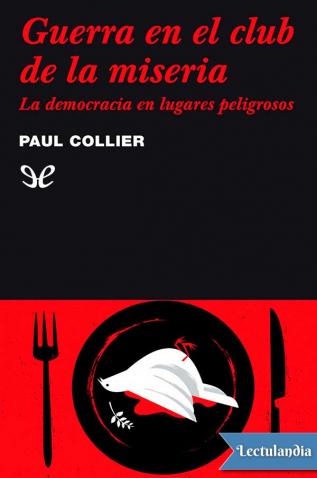 Guerra en el club
de la miseria
La democracia en lugares peligrosos
PAUL COLLIER
Lectulandia